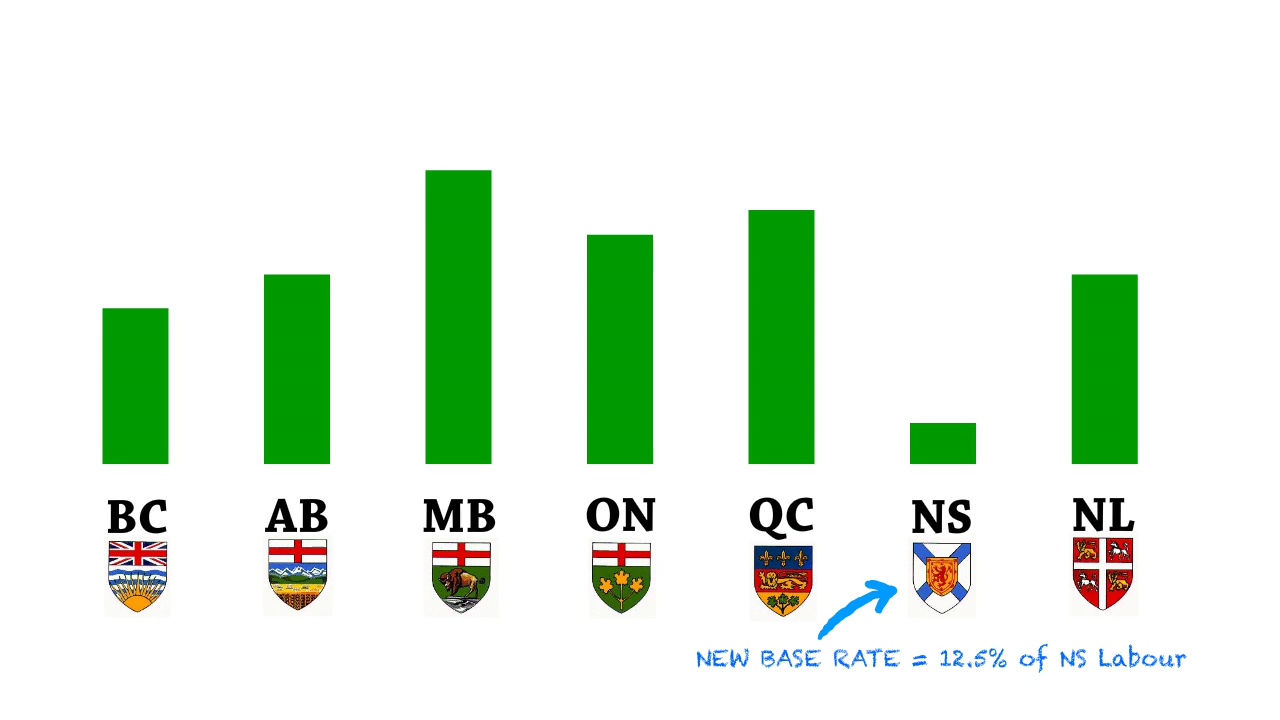 BC AB MB ON QC NS NL
NEW BASE RATE = 12.5% of NS Labour